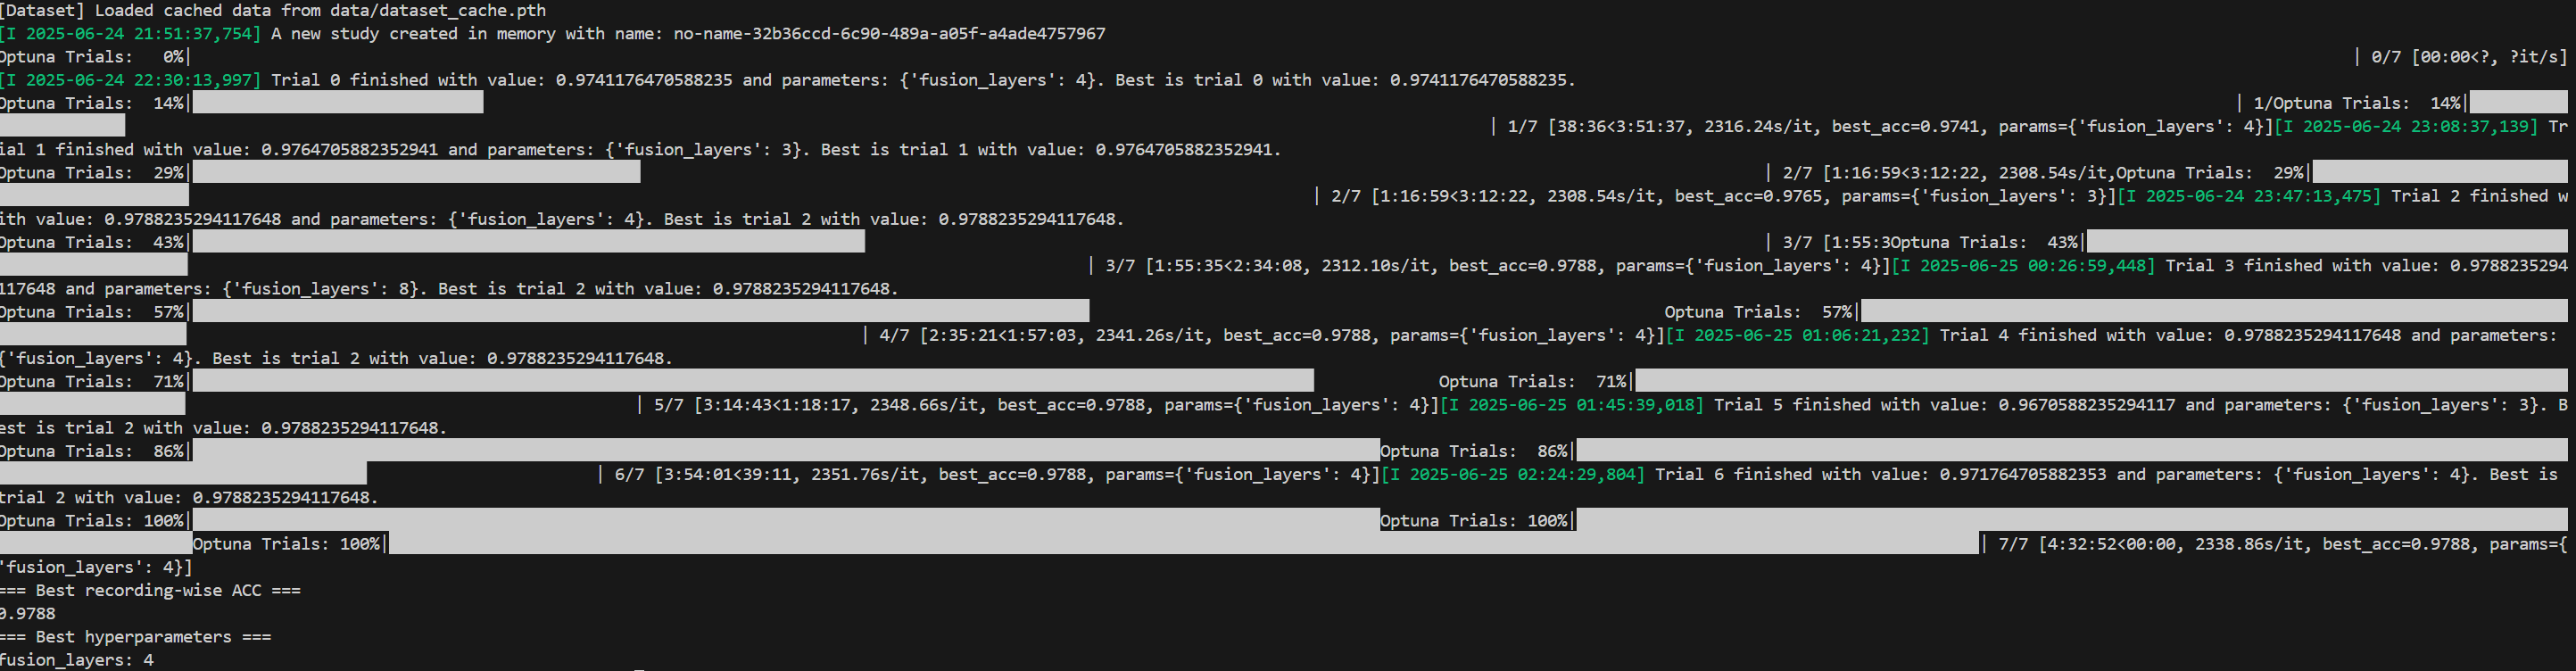 [Dataset] Loaded cached data from data/dataset_cache.pth
[I 2025-06-24 21:51:37,754] A new study created in memory with name: no-name-32b36ccd-6c90-489a-a05f-a4ade4757967
Optuna Trials:   0%| | 0/7 [00:00<?, ?it/s]
[I 2025-06-24 22:30:13,997] Trial 0 finished with value: 0.9741176470588235 and parameters: {'fusion_layers': 4}. Best is trial 0 with value: 0.9741176470588235.
Optuna Trials:  14%| | 1/Optuna Trials:  14%|
| 1/7 [38:36<3:51:37, 2316.24s/it, best_acc=0.9741, params={'fusion_layers': 4}][I 2025-06-24 23:08:37,139] Tr
ial 1 finished with value: 0.9764705882352941 and parameters: {'fusion_layers': 3}. Best is trial 1 with value: 0.9764705882352941.
Optuna Trials:  29%| | 2/7 [1:16:59<3:12:22, 2308.54s/it,Optuna Trials:  29%|
| 2/7 [1:16:59<3:12:22, 2308.54s/it, best_acc=0.9765, params={'fusion_layers': 3}][I 2025-06-24 23:47:13,475] Trial 2 finished w
ith value: 0.9788235294117648 and parameters: {'fusion_layers': 4}. Best is trial 2 with value: 0.9788235294117648.
Optuna Trials:  43%| | 3/7 [1:55:3Optuna Trials:  43%|
| 3/7 [1:55:35<2:34:08, 2312.10s/it, best_acc=0.9788, params={'fusion_layers': 4}][I 2025-06-25 00:26:59,448] Trial 3 finished with value: 0.9788235294
117648 and parameters: {'fusion_layers': 8}. Best is trial 2 with value: 0.9788235294117648.
Optuna Trials:  57%| Optuna Trials:  57%|
| 4/7 [2:35:21<1:57:03, 2341.26s/it, best_acc=0.9788, params={'fusion_layers': 4}][I 2025-06-25 01:06:21,232] Trial 4 finished with value: 0.9788235294117648 and parameters:
{'fusion_layers': 4}. Best is trial 2 with value: 0.9788235294117648.
Optuna Trials:  71%| Optuna Trials:  71%|
| 5/7 [3:14:43<1:18:17, 2348.66s/it, best_acc=0.9788, params={'fusion_layers': 4}][I 2025-06-25 01:45:39,018] Trial 5 finished with value: 0.9670588235294117 and parameters: {'fusion_layers': 3}. B
est is trial 2 with value: 0.9788235294117648.
Optuna Trials:  86%| Optuna Trials:  86%|
| 6/7 [3:54:01<39:11, 2351.76s/it, best_acc=0.9788, params={'fusion_layers': 4}][I 2025-06-25 02:24:29,804] Trial 6 finished with value: 0.971764705882353 and parameters: {'fusion_layers': 4}. Best is
trial 2 with value: 0.9788235294117648.
Optuna Trials: 100%| Optuna Trials: 100%|
Optuna Trials: 100%| | 7/7 [4:32:52<00:00, 2338.86s/it, best_acc=0.9788, params={
'fusion_layers': 4}]
=== Best recording-wise ACC ===
0.9788
=== Best hyperparameters ===
fusion_layers: 4